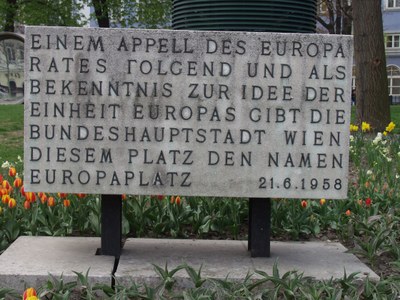 EINEM APPELL DES EUROPA
RATES FOLGEND UND ALS
BEKENNTNIS ZUR IDEE DER
EINHEIT EUROPAS GIBT DIE
BUNDESHAUPTSTADT WIEN
DIESEM PLATZ DEN NAMEN
EUROPAPLATZ 21.6.1958